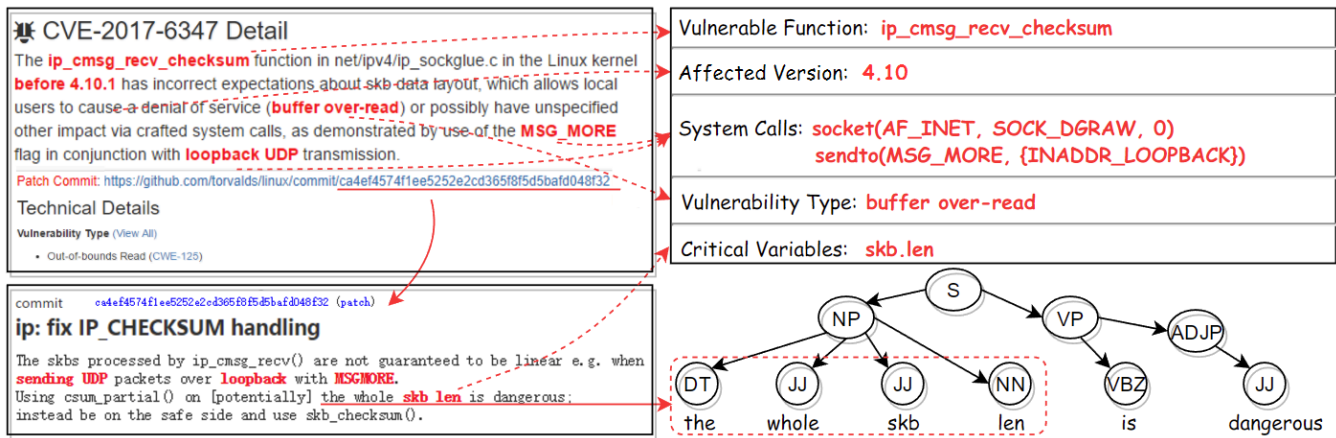 CVE-2017-6347 Detail
The ip_cmsg_recv_checksum function in net/ipv4/ip_sockglue.c in the Linux kernel
before 4.10.1 has incorrect expectations about skb data layout, which allows local
users to cause a denial of service (buffer over-read) or possibly have unspecified
other impact via crafted system calls, as demonstrated by use of the MSG_MORE
flag in conjunction with loopback UDP transmission.
Patch Commit: https://github.com/torvalds/linux/commit/ca4ef4574f1ee5252e2cd365f8f5d5bafd048f32
Technical Details
Vulnerability Type (View All)
• Out-of-bounds Read (CWE-125)
commit ca4ef4574f1ee5252e2cd365f8f5d5bafd048f32 (patch)
ip: fix IP_CHECKSUM handling
The skbs processed by ip_cmsg_recv() are not guaranteed to be linear e.g. when
sending UDP packets over loopback with MSGMORE.
Using csum_partial() on [potentially] the whole skb len is dangerous;
instead be on the safe side and use skb_checksum().
Vulnerable Function: ip_cmsg_recv_checksum
Affected Version: 4.10
System Calls: socket(AF_INET, SOCK_DGRAW, 0)
sendto(MSG_MORE, {INADDR_LOOPBACK})
Vulnerability Type: buffer over-read
Critical Variables: skb.len
S
NP VP ADJP
DT JJ JJ NN VBZ JJ
the whole skb len is dangerous